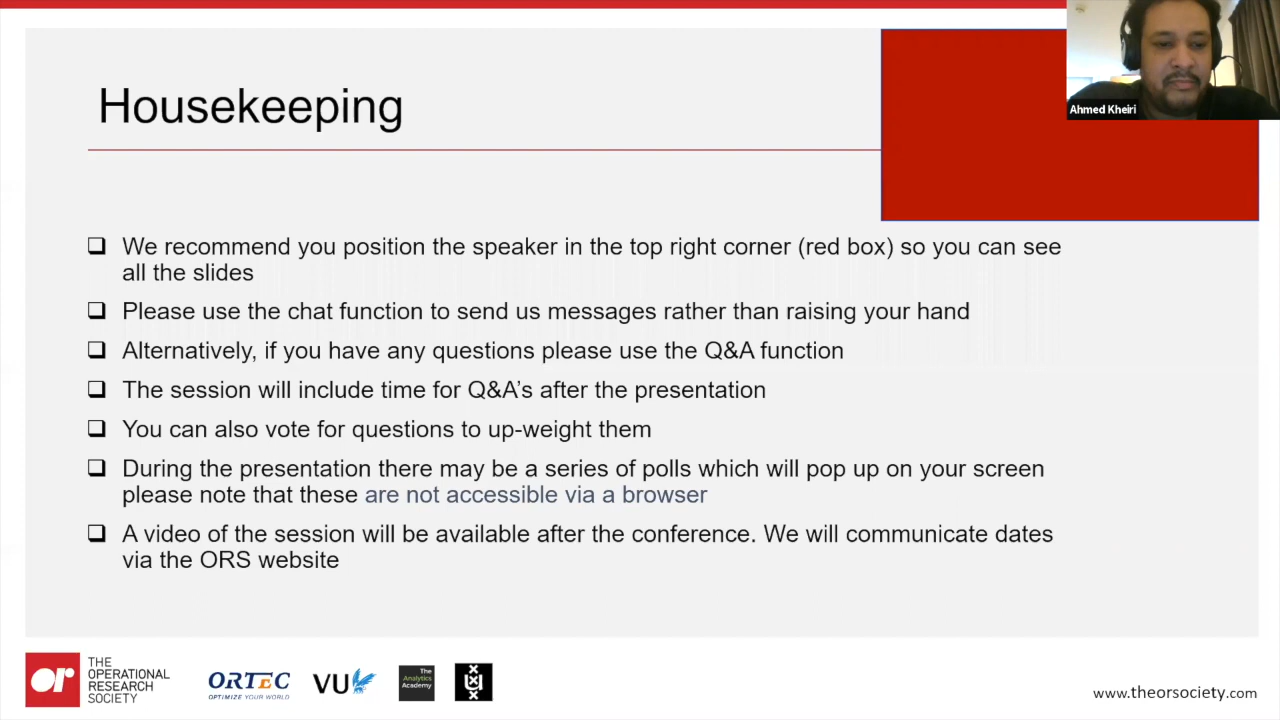 Ahmed Kheiri
Housekeeping
We recommend you position the speaker in the top right corner (red box) so you can see
all the slides
Please use the chat function to send us messages rather than raising your hand
Alternatively, if you have any questions please use the Q&A function
The session will include time for Q&A’s after the presentation
You can also vote for questions to up-weight them
During the presentation there may be a series of polls which will pop up on your screen
please note that these are not accessible via a browser
A video of the session will be available after the conference. We will communicate dates
via the ORS website
or
THE
OPERATIONAL
RESEARCH
SOCIETY
ORTEC
OPTIMIZE YOUR WORLD
VU
The
Analytics
Academy
www.theorsociety.com